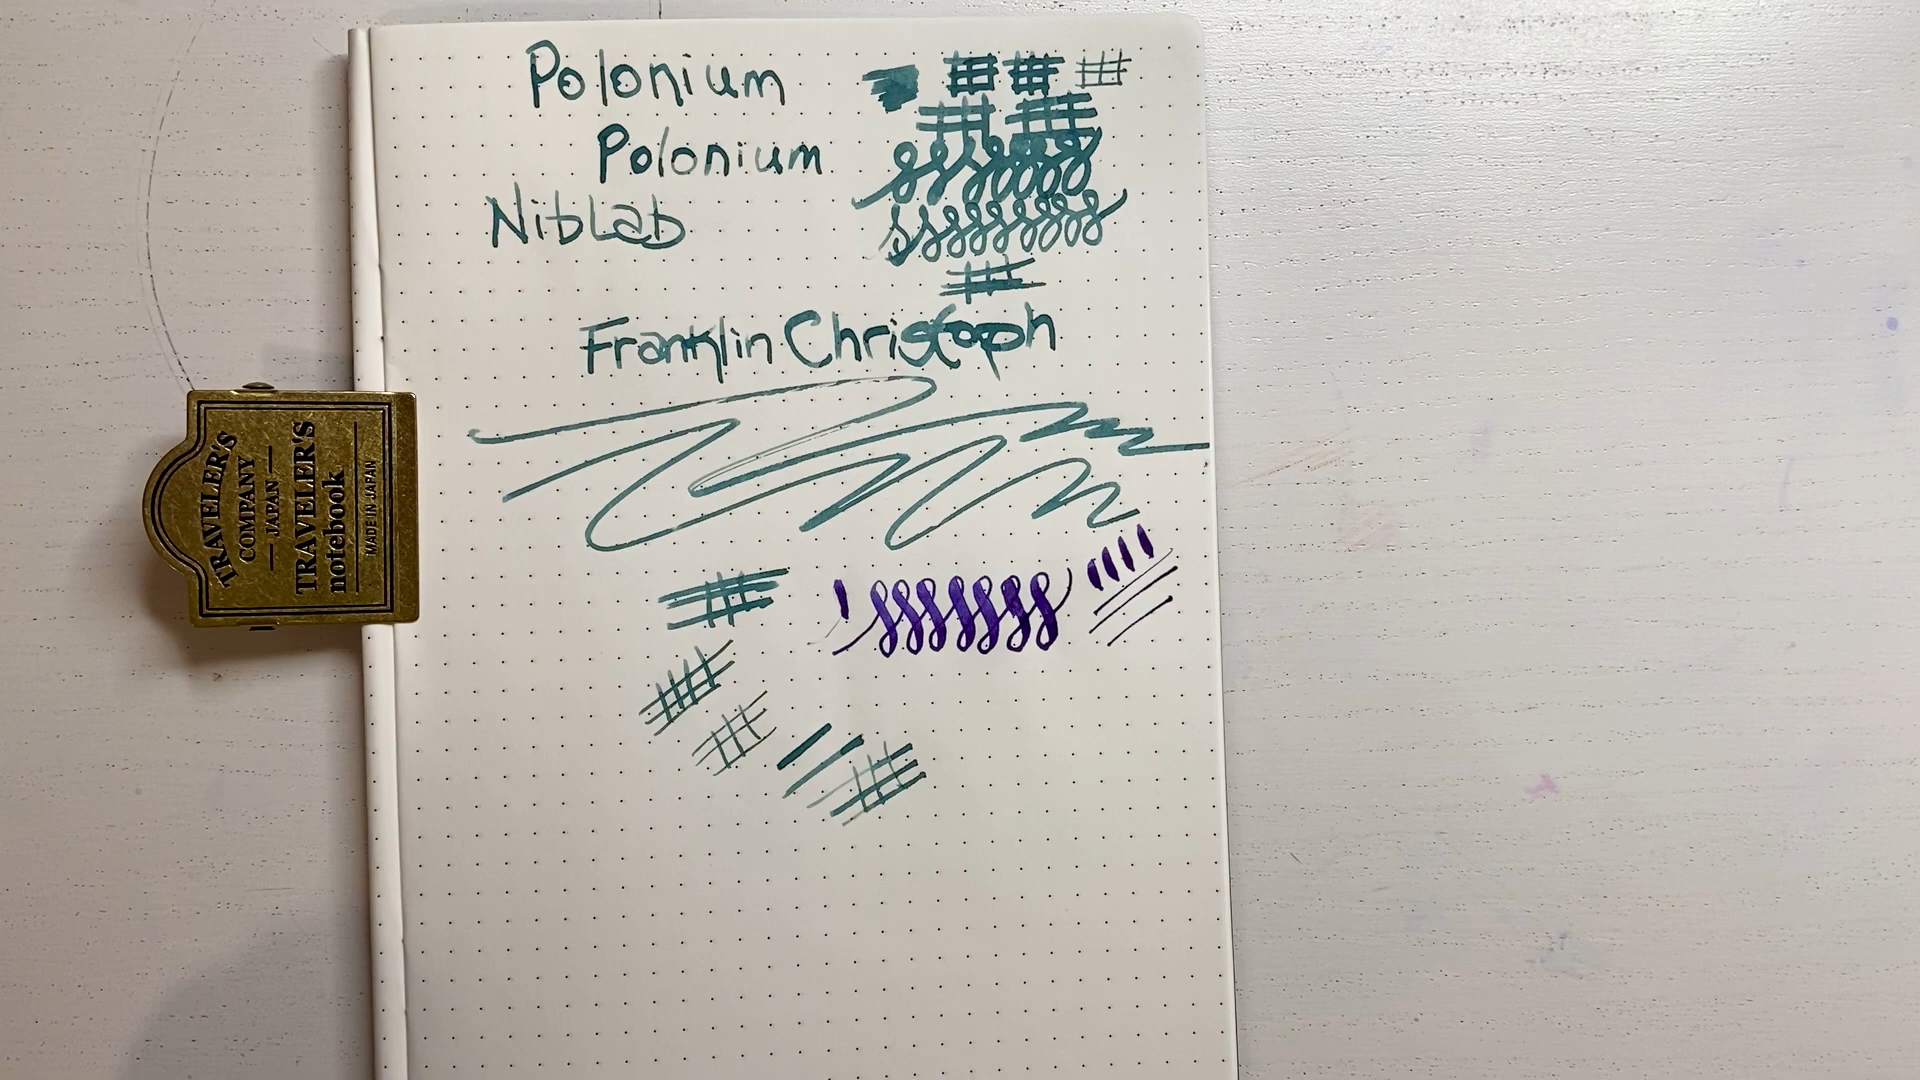 Polonium
Polonium
NibLab
Franklin Christoph
TRAVELER'S
COMPANY
JAPAN
TRAVELER'S
notebook
MADE IN JAPAN